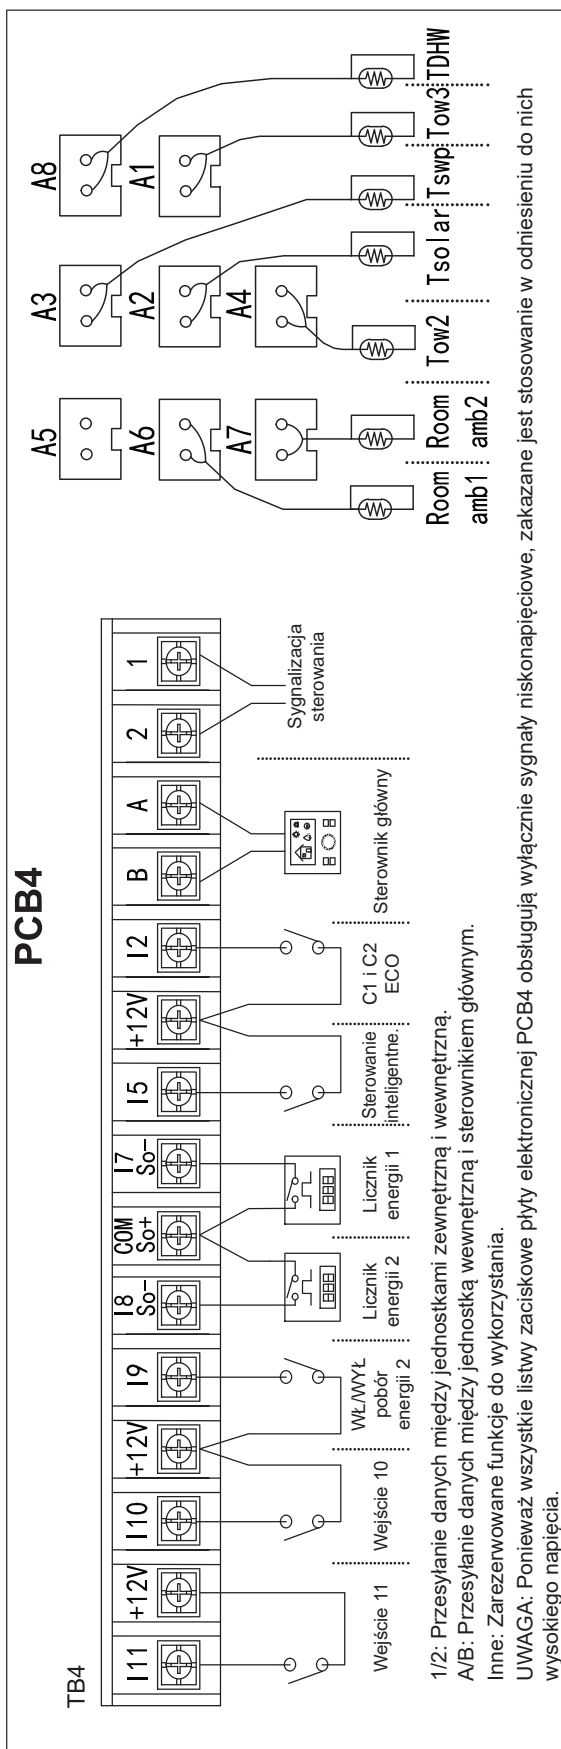 PCB4
TB4
I11
+12V
I10
+12V
I9
I8
So-
COM
So+
I7
So-
I5
+12V
I2
B
A
2
1
Wejście 11
Wejście 10
WŁ/WYŁ
pobór
energii 2
Licznik
energii 2
Licznik
energii 1
Sterowanie
inteligentne.
C1 i C2
ECO
Sterownik główny
Sygnalizacja
sterowania
A5
A3
A8
A6
A2
A1
A7
A4
Room
amb1
Room
amb2
Tow2
Tsolar
Tswp
Tow3
TDHW
1/2: Przesyłanie danych między jednostkami zewnętrzną i wewnętrzną.
A/B: Przesyłanie danych między jednostką wewnętrzną i sterownikiem głównym.
Inne: Zarezerwowane funkcje do wykorzystania.
UWAGA: Ponieważ wszystkie listwy zaciskowe płyty elektronicznej PCB4 obsługują wyłącznie sygnały niskonapięciowe, zakazane jest stosowanie w odniesieniu do nich
wysokiego napięcia.